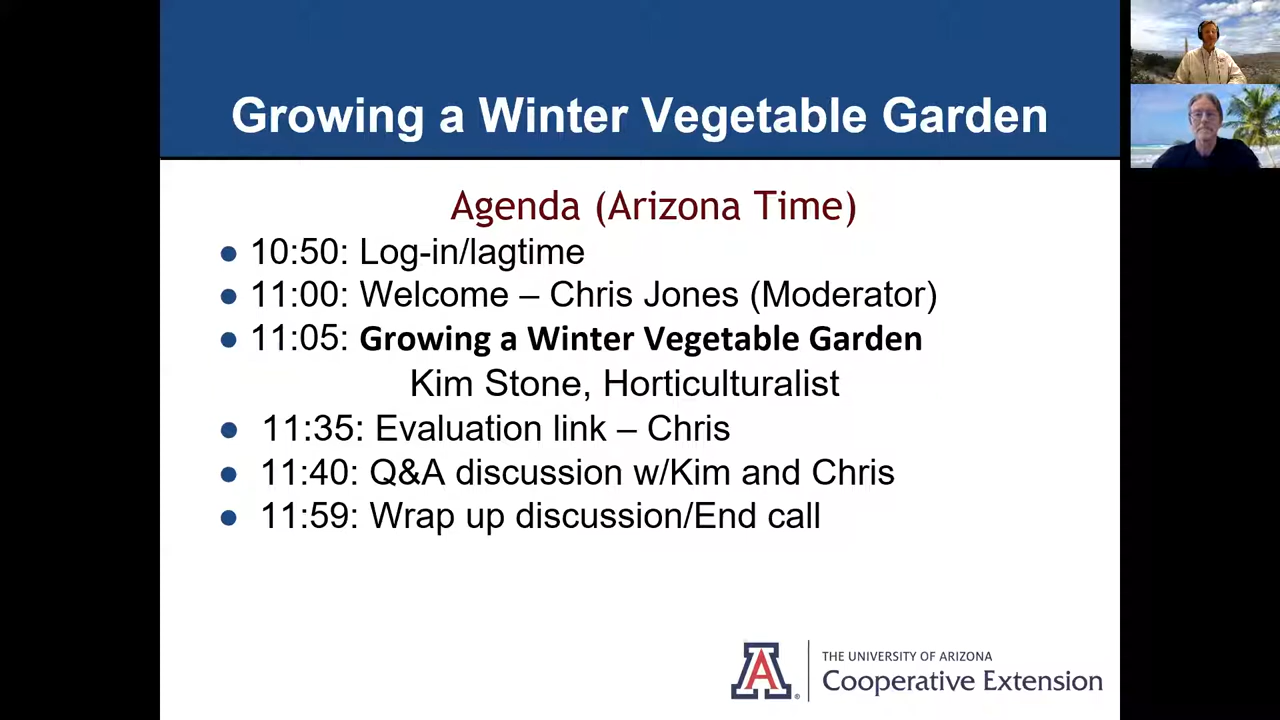 Growing a Winter Vegetable Garden
Agenda (Arizona Time)
● 10:50: Log-in/lagtime
● 11:00: Welcome – Chris Jones (Moderator)
● 11:05: Growing a Winter Vegetable Garden
Kim Stone, Horticulturalist
● 11:35: Evaluation link – Chris
● 11:40: Q&A discussion w/Kim and Chris
● 11:59: Wrap up discussion/End call
A ®
THE UNIVERSITY OF ARIZONA
Cooperative Extension